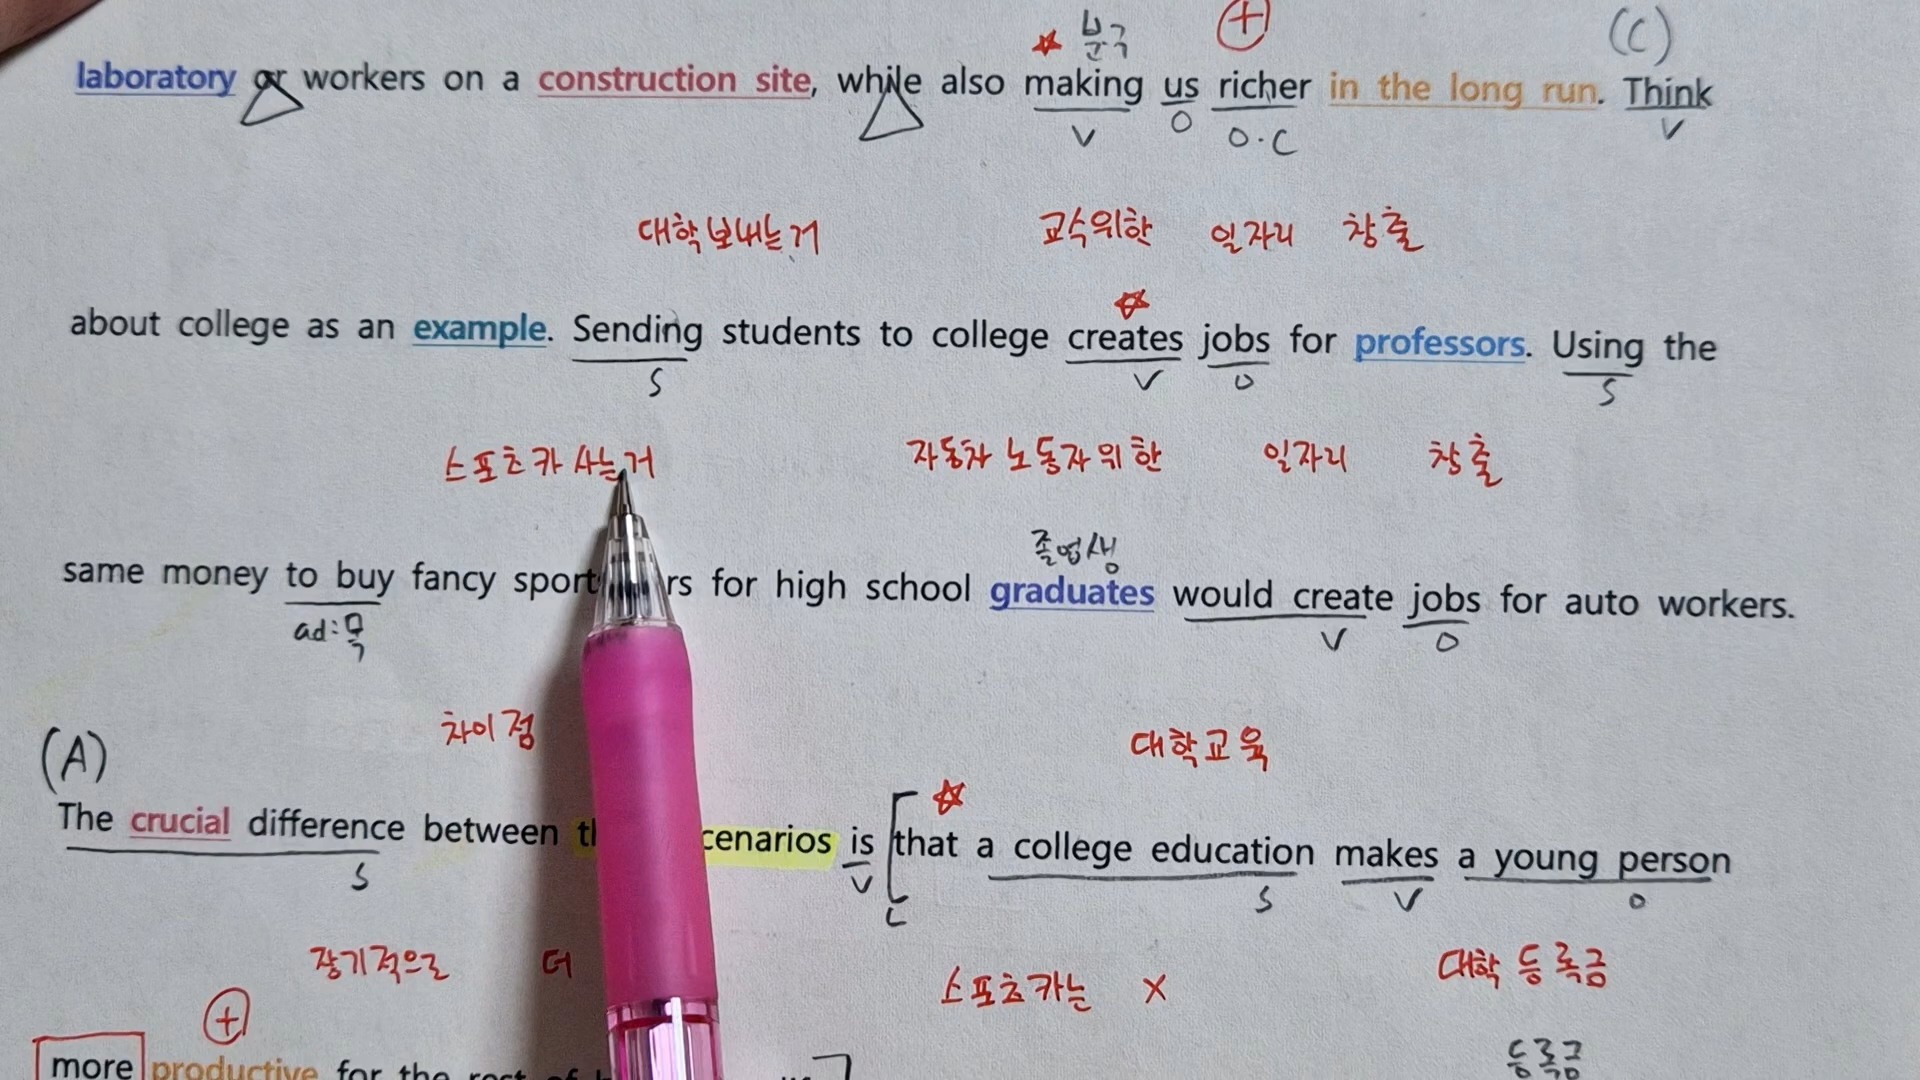 ★ 분구 + (C)
laboratory or workers on a construction site, while also making us richer in the long run. Think
V O O.C V
대학보내는거 교수위한 일자리 창출
about college as an example. Sending students to college creates jobs for professors. Using the
S V O S
스포츠카 사는거 자동차 노동자 위한 일자리 창출
졸업생
same money to buy fancy sport rs for high school graduates would create jobs for auto workers.
ad:목 V O
(A) 차이점 대학교육
The crucial difference between cenarios is [that a college education makes a young person
S V S V O
장기적으로 더 스포츠카는 X 대학 등록금
+ 등록금
more productive for the rest of